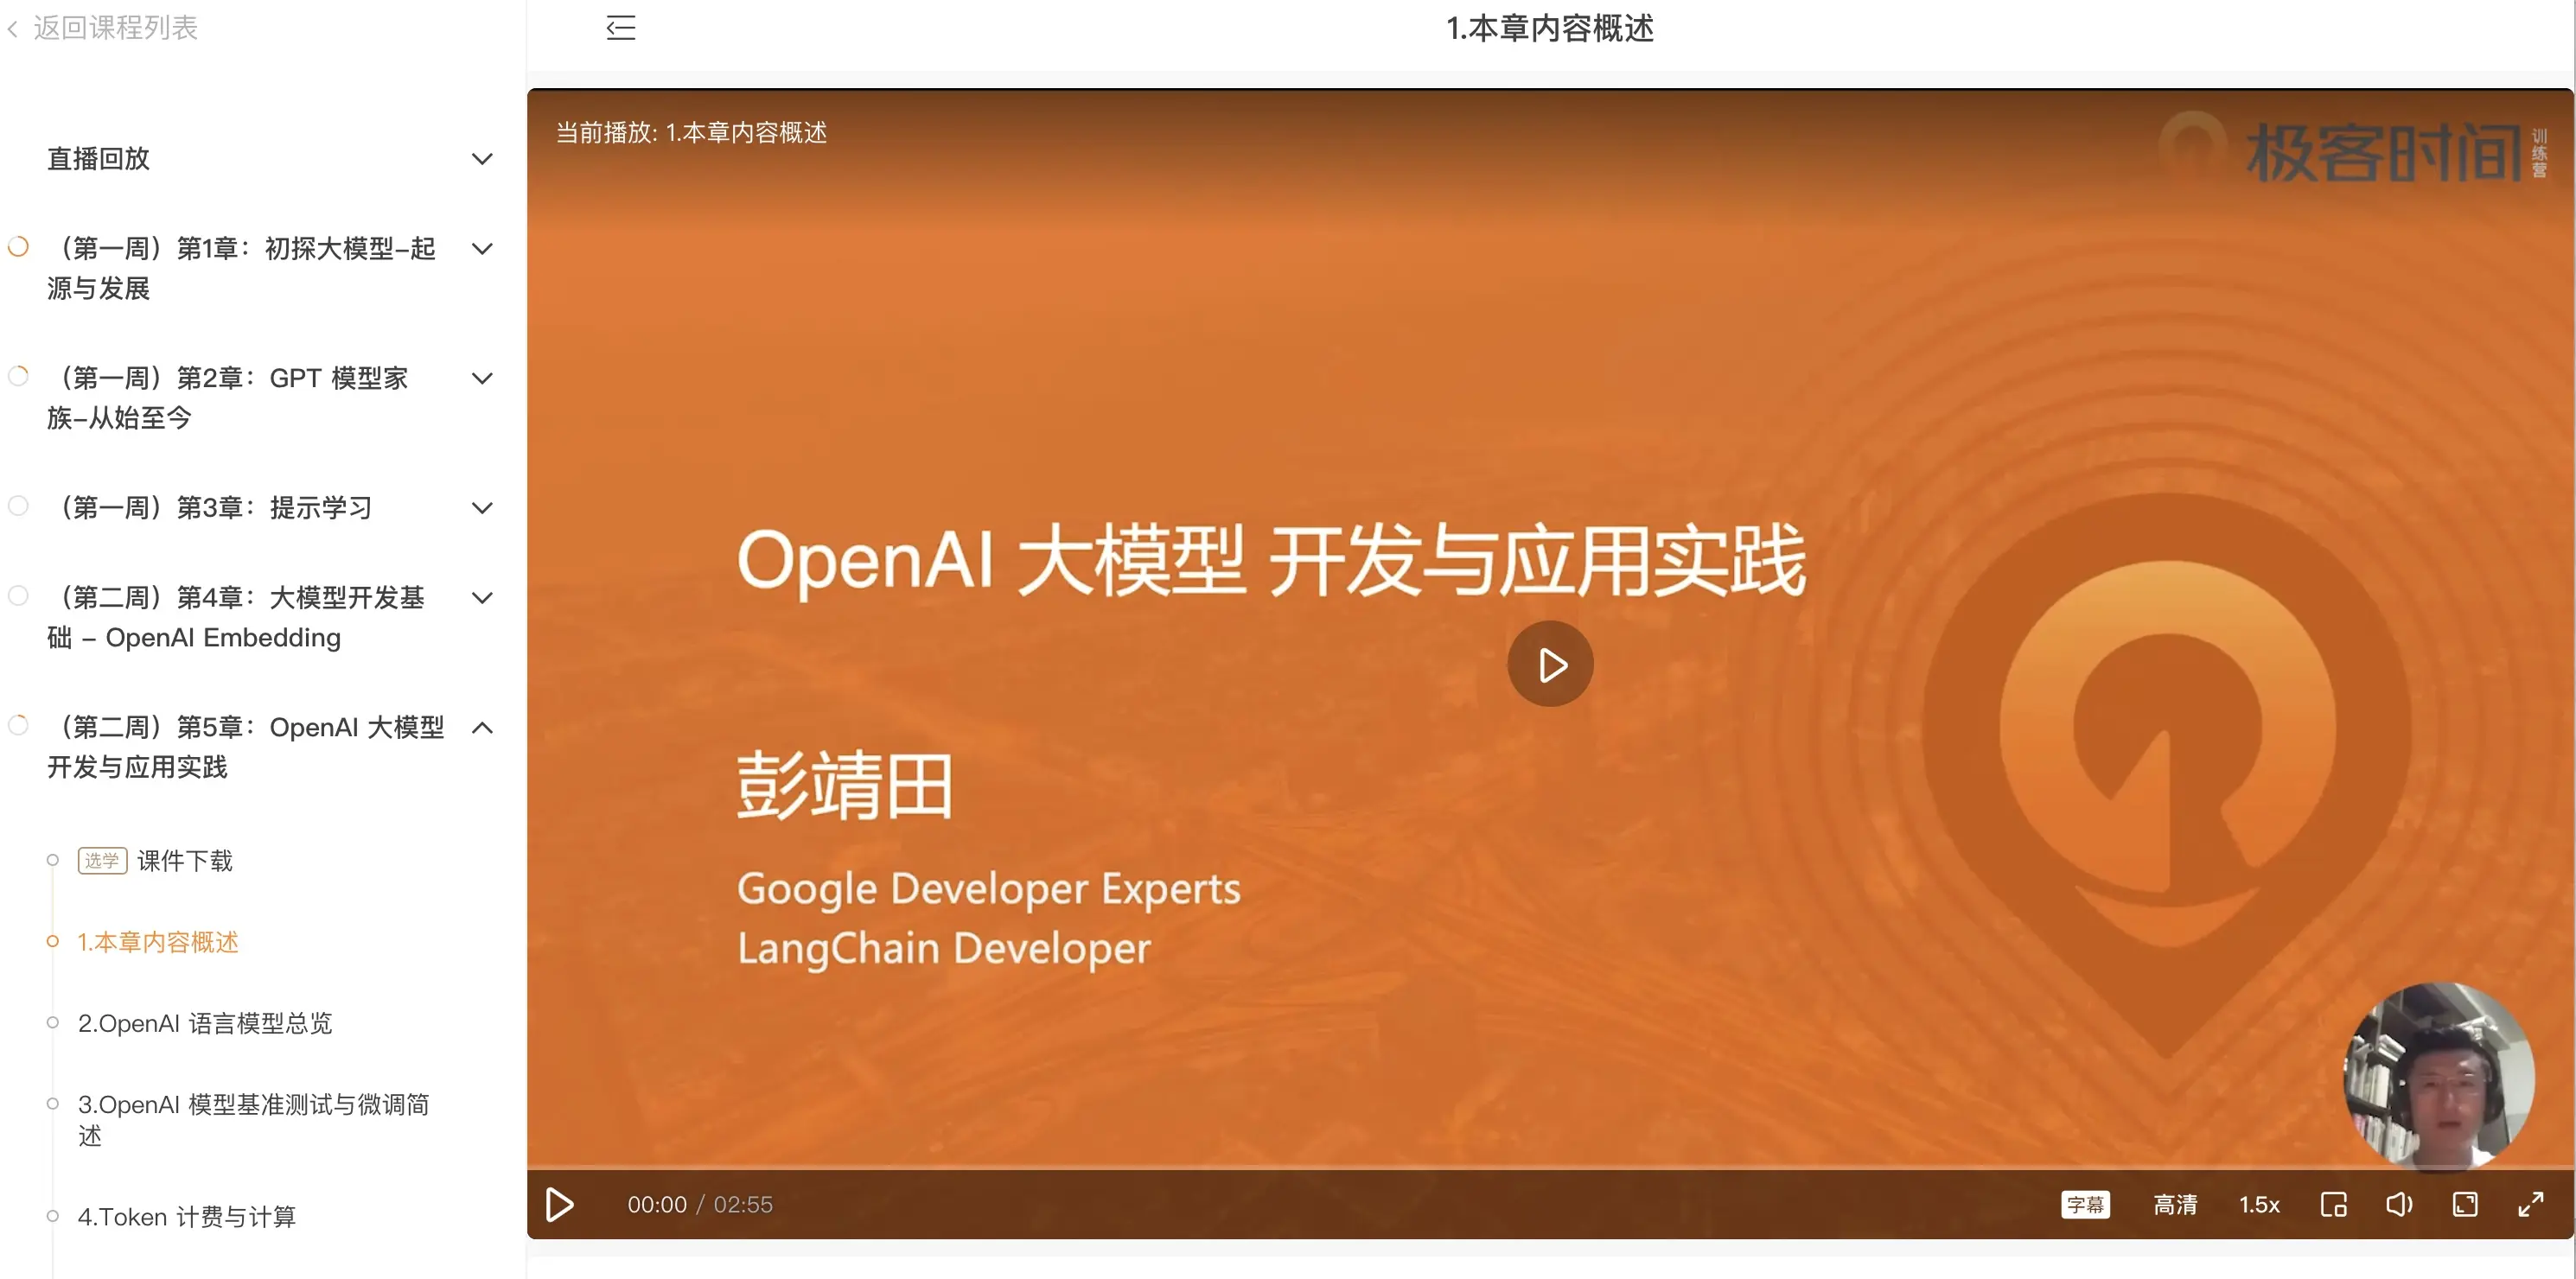 返回课程列表
直播回放
（第一周）第1章：初探大模型–起
源与发展
（第一周）第2章：GPT 模型家
族–从始至今
（第一周）第3章：提示学习
（第二周）第4章：大模型开发基
础 – OpenAI Embedding
（第二周）第5章：OpenAI 大模型
开发与应用实践
选学 课件下载
1.本章内容概述
2.OpenAI 语言模型总览
3.OpenAI 模型基准测试与微调简
述
4.Token 计费与计算
1.本章内容概述
当前播放: 1.本章内容概述
极客时间 训练营
OpenAI 大模型 开发与应用实践
彭靖田
Google Developer Experts
LangChain Developer
00:00 / 02:55
字幕 高清 1.5x